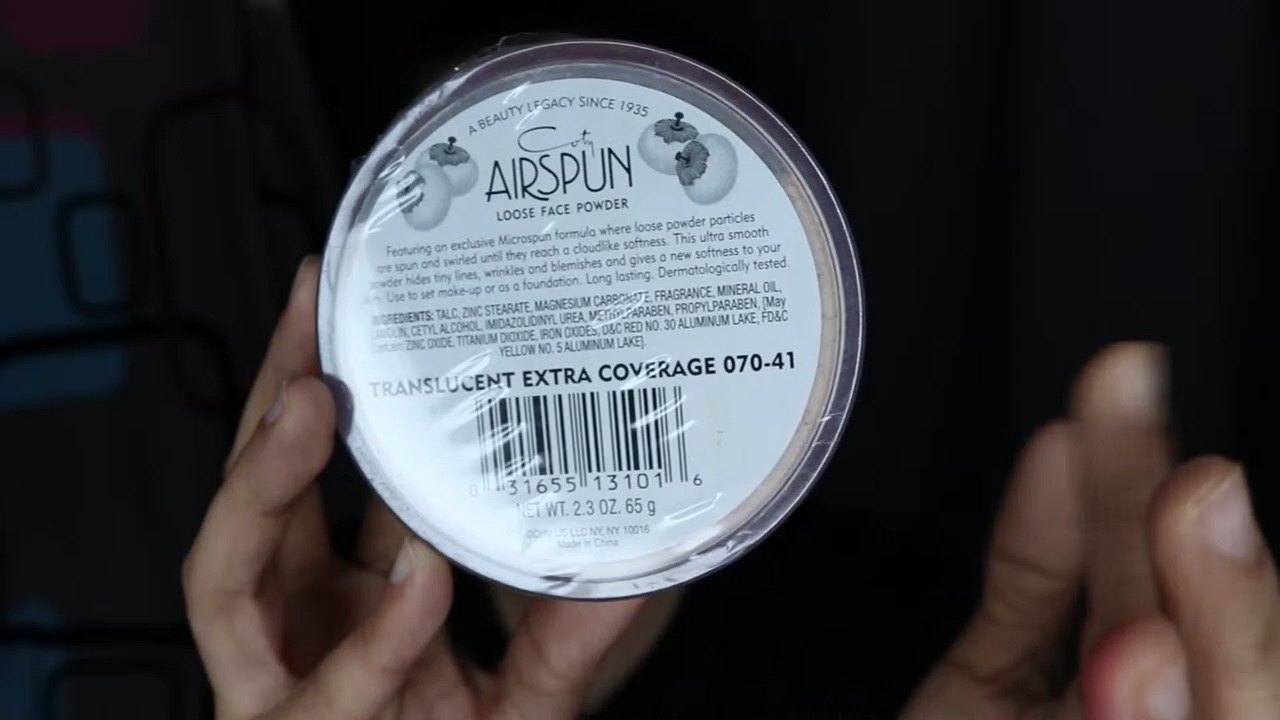 A BEAUTY LEGACY SINCE 1935
Coty
AIRSPUN
LOOSE FACE POWDER
Featuring an exclusive Microspun formula where loose powder particles
are spun and swirled until they reach a cloudlike softness. This ultra smooth
powder hides tiny lines, wrinkles and blemishes and gives a new softness to your
Use to set make-up or as a foundation. Long lasting. Dermatologically tested.
INGREDIENTS: TALC, ZINC STEARATE, MAGNESIUM CARBONATE, FRAGRANCE, MINERAL OIL,
LANOLIN, CETYL ALCOHOL, IMIDAZOLIDINYL UREA, METHYLPARABEN, PROPYLPARABEN, [May
Contain: ZINC OXIDE, TITANIUM DIOXIDE, IRON OXIDES, D&C RED NO. 30 ALUMINUM LAKE, FD&C
YELLOW NO. 5 ALUMINUM LAKE].
TRANSLUCENT EXTRA COVERAGE 070-41
0 31655 13101 6
NET WT. 2.3 OZ. 65 g
©Coty US LLC NY, NY 10016
Made in China